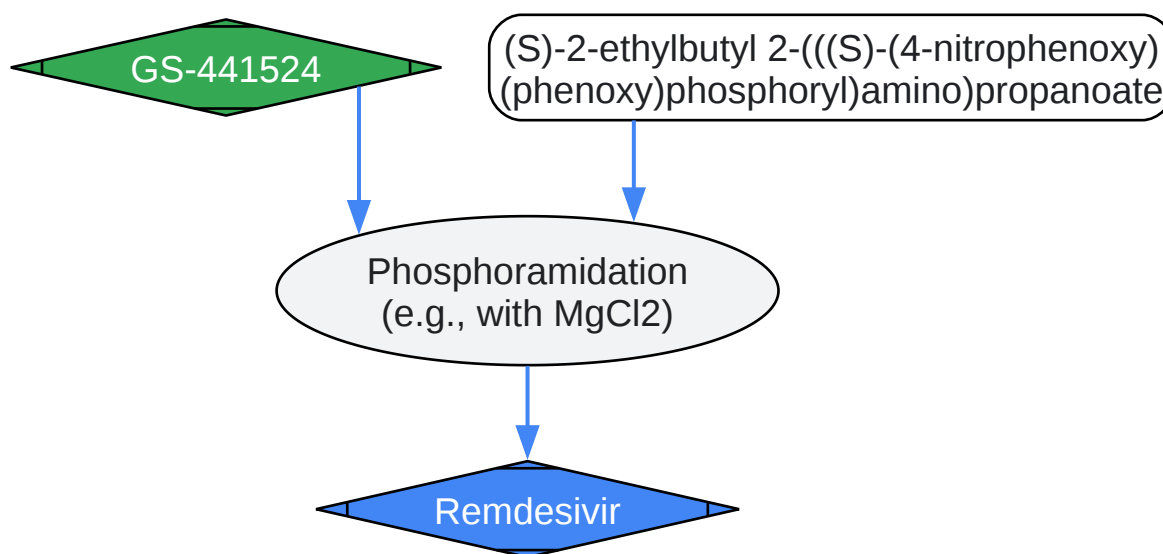 GS-441524
(S)-2-ethylbutyl 2-(((S)-(4-nitrophenoxy)
(phenoxy)phosphoryl)amino)propanoate
Phosphoramidation
(e.g., with MgCl2)
Remdesivir